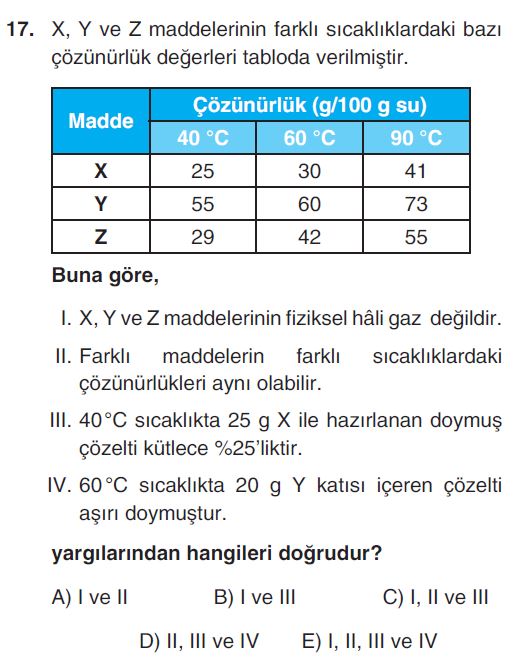 17. X, Y ve Z maddelerinin farklı sıcaklıklardaki bazı
çözünürlük değerleri tabloda verilmiştir.
Madde Çözünürlük (g/100 g su)
40 °C 60 °C 90 °C
X 25 30 41
Y 55 60 73
Z 29 42 55
Buna göre,
I. X, Y ve Z maddelerinin fiziksel hâli gaz değildir.
II. Farklı maddelerin farklı sıcaklıklardaki
çözünürlükleri aynı olabilir.
III. 40°C sıcaklıkta 25 g X ile hazırlanan doymuş
çözelti kütlece %25'liktir.
IV. 60°C sıcaklıkta 20 g Y katısı içeren çözelti
aşırı doymuştur.
yargılarından hangileri doğrudur?
A) I ve II B) I ve III C) I, II ve III
D) II, III ve IV E) I, II, III ve IV